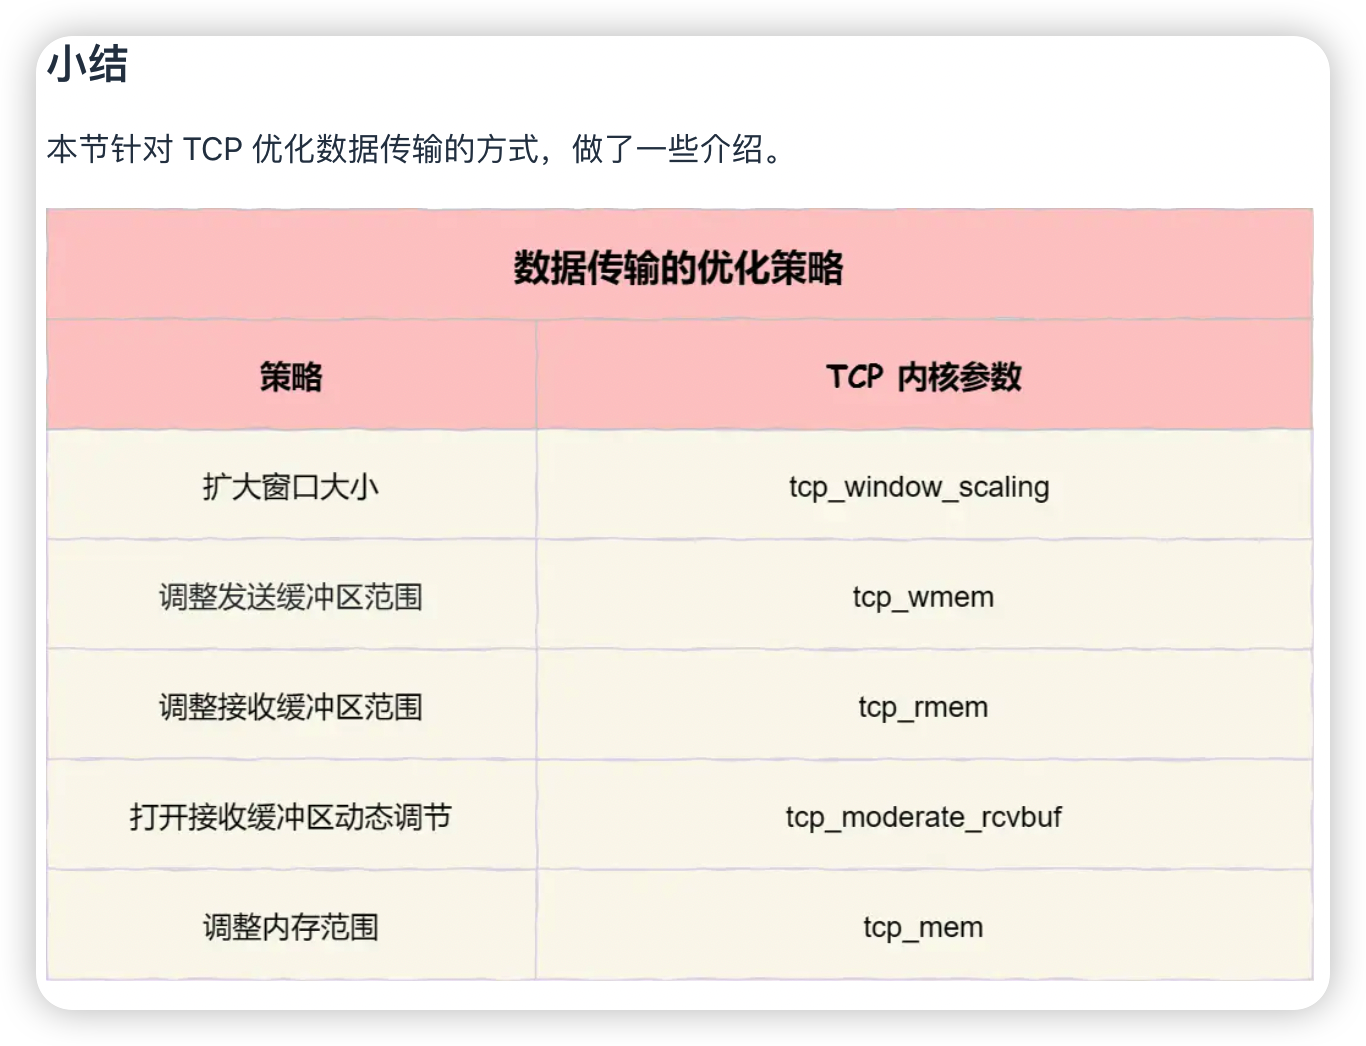 小结
本节针对 TCP 优化数据传输的方式，做了一些介绍。
数据传输的优化策略
策略 TCP 内核参数
扩大窗口大小 tcp_window_scaling
调整发送缓冲区范围 tcp_wmem
调整接收缓冲区范围 tcp_rmem
打开接收缓冲区动态调节 tcp_moderate_rcvbuf
调整内存范围 tcp_mem